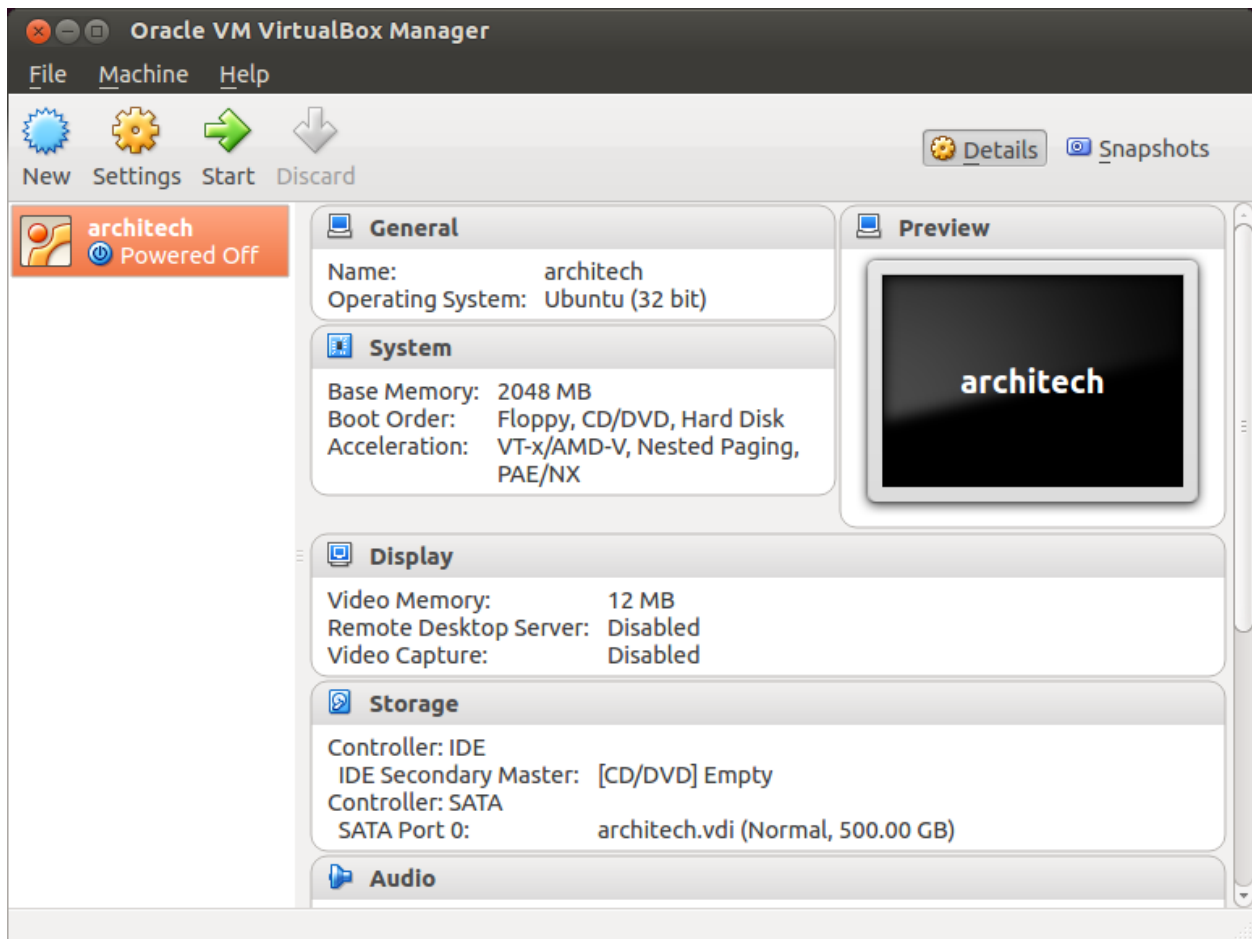 Oracle VM VirtualBox Manager
File Machine Help
New Settings Start Discard
Details Snapshots
architech
Powered Off
General
Name: architech
Operating System: Ubuntu (32 bit)
System
Base Memory: 2048 MB
Boot Order: Floppy, CD/DVD, Hard Disk
Acceleration: VT-x/AMD-V, Nested Paging,
PAE/NX
Preview
architech
Display
Video Memory: 12 MB
Remote Desktop Server: Disabled
Video Capture: Disabled
Storage
Controller: IDE
IDE Secondary Master: [CD/DVD] Empty
Controller: SATA
SATA Port 0: architech.vdi (Normal, 500.00 GB)
Audio